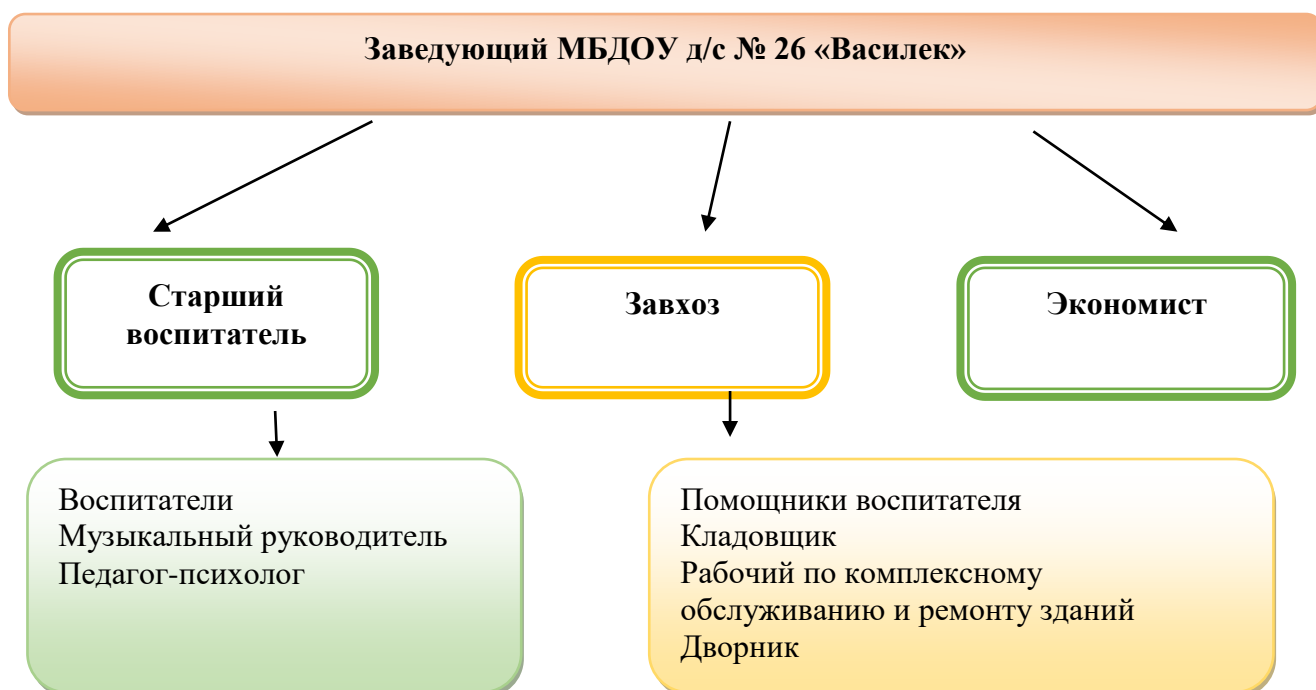 Заведующий МБДОУ д/с № 26 «Василек»
Старший
воспитатель
Завхоз
Экономист
Воспитатели
Музыкальный руководитель
Педагог-психолог
Помощники воспитателя
Кладовщик
Рабочий по комплексному
обслуживанию и ремонту зданий
Дворник